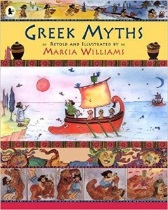 GREEK MYTHS
RETOLD AND ILLUSTRATED BY
MARCIA WILLIAMS